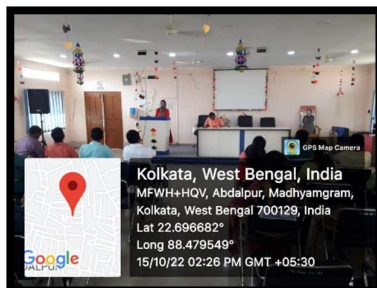 GPS Map Camera
Kolkata, West Bengal, India
MFWH+HQV, Abdalpur, Madhyamgram,
Kolkata, West Bengal 700129, India
Lat 22.696682°
Long 88.479549°
15/10/22 02:26 PM GMT +05:30
Google